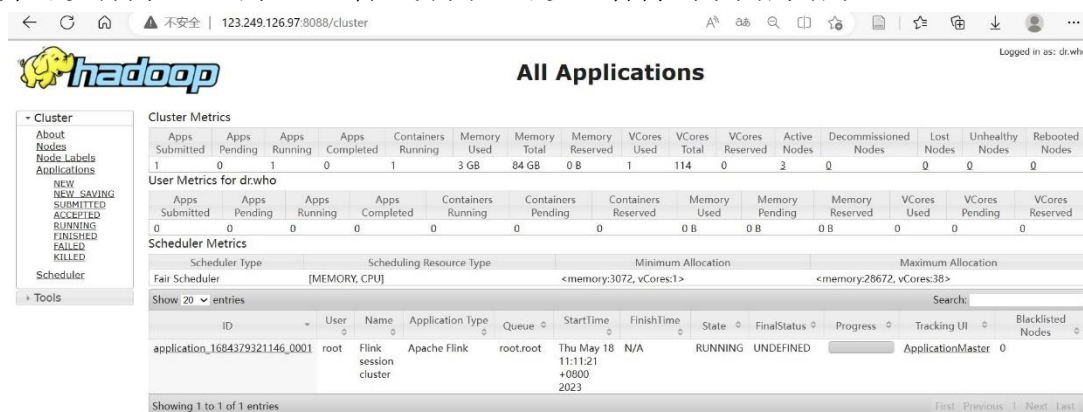 不安全 | 123.249.126.97:8088/cluster
Logged in as: dr.who
hadoop
All Applications
Cluster
About
Nodes
Node Labels
Applications
NEW
NEW_SAVING
SUBMITTED
ACCEPTED
RUNNING
FINISHED
FAILED
KILLED
Scheduler
Tools
Cluster Metrics
Apps Submitted Apps Pending Apps Running Apps Completed Containers Running Memory Used Memory Total Memory Reserved VCores Used VCores Total VCores Reserved Active Nodes Decommissioned Nodes Lost Nodes Unhealthy Nodes Rebooted Nodes
1 0 1 0 1 3 GB 84 GB 0 B 1 114 0 3 0 0 0 0
User Metrics for dr.who
Apps Submitted Apps Pending Apps Running Apps Completed Containers Running Containers Pending Containers Reserved Memory Used Memory Pending Memory Reserved VCores Used VCores Pending VCores Reserved
0 0 0 0 0 0 0 0 B 0 B 0 B 0 0 0
Scheduler Metrics
Scheduler Type Scheduling Resource Type Minimum Allocation Maximum Allocation
Fair Scheduler [MEMORY, CPU] <memory:3072, vCores:1> <memory:28672, vCores:38>
Show 20 entries Search:
ID User Name Application Type Queue StartTime FinishTime State FinalStatus Progress Tracking UI Blacklisted Nodes
application_1684379321146_0001 root Flink session cluster Apache Flink root.root Thu May 18 11:11:21 +0800 2023 N/A RUNNING UNDEFINED ApplicationMaster 0
Showing 1 to 1 of 1 entries First Previous 1 Next Last